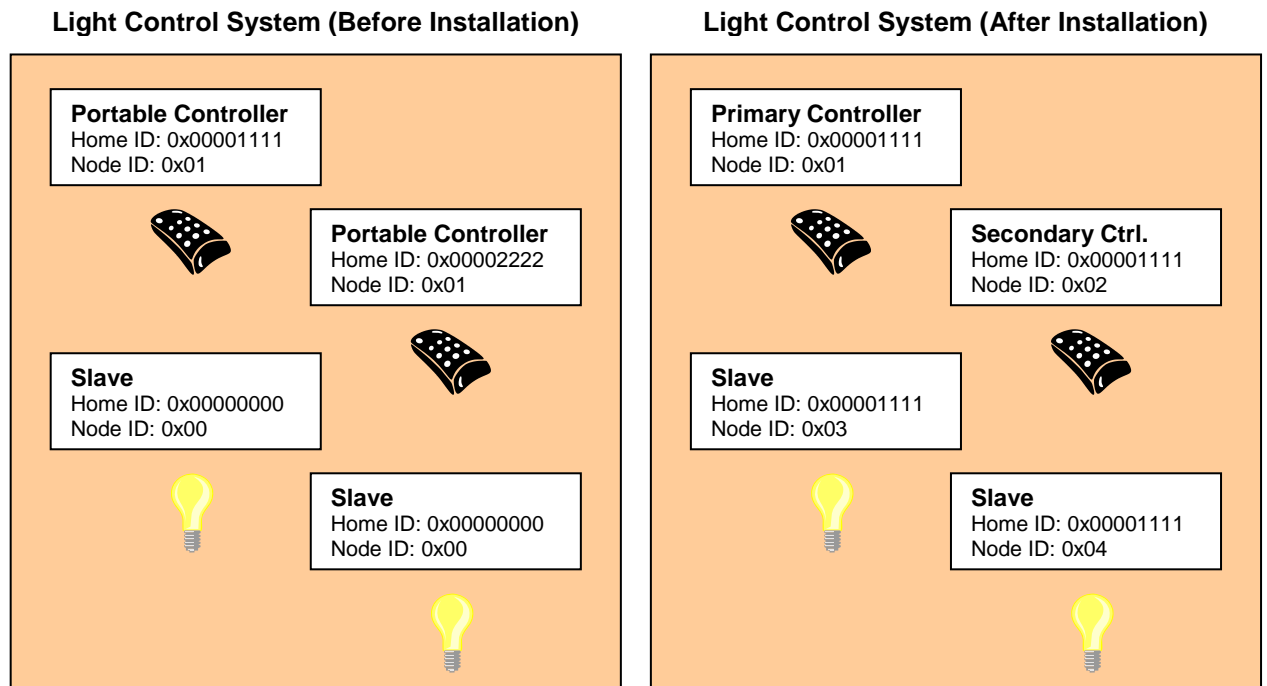 Light Control System (Before Installation)
Portable Controller
Home ID: 0x00001111
Node ID: 0x01
Portable Controller
Home ID: 0x00002222
Node ID: 0x01
Slave
Home ID: 0x00000000
Node ID: 0x00
Slave
Home ID: 0x00000000
Node ID: 0x00
Light Control System (After Installation)
Primary Controller
Home ID: 0x00001111
Node ID: 0x01
Secondary Ctrl.
Home ID: 0x00001111
Node ID: 0x02
Slave
Home ID: 0x00001111
Node ID: 0x03
Slave
Home ID: 0x00001111
Node ID: 0x04